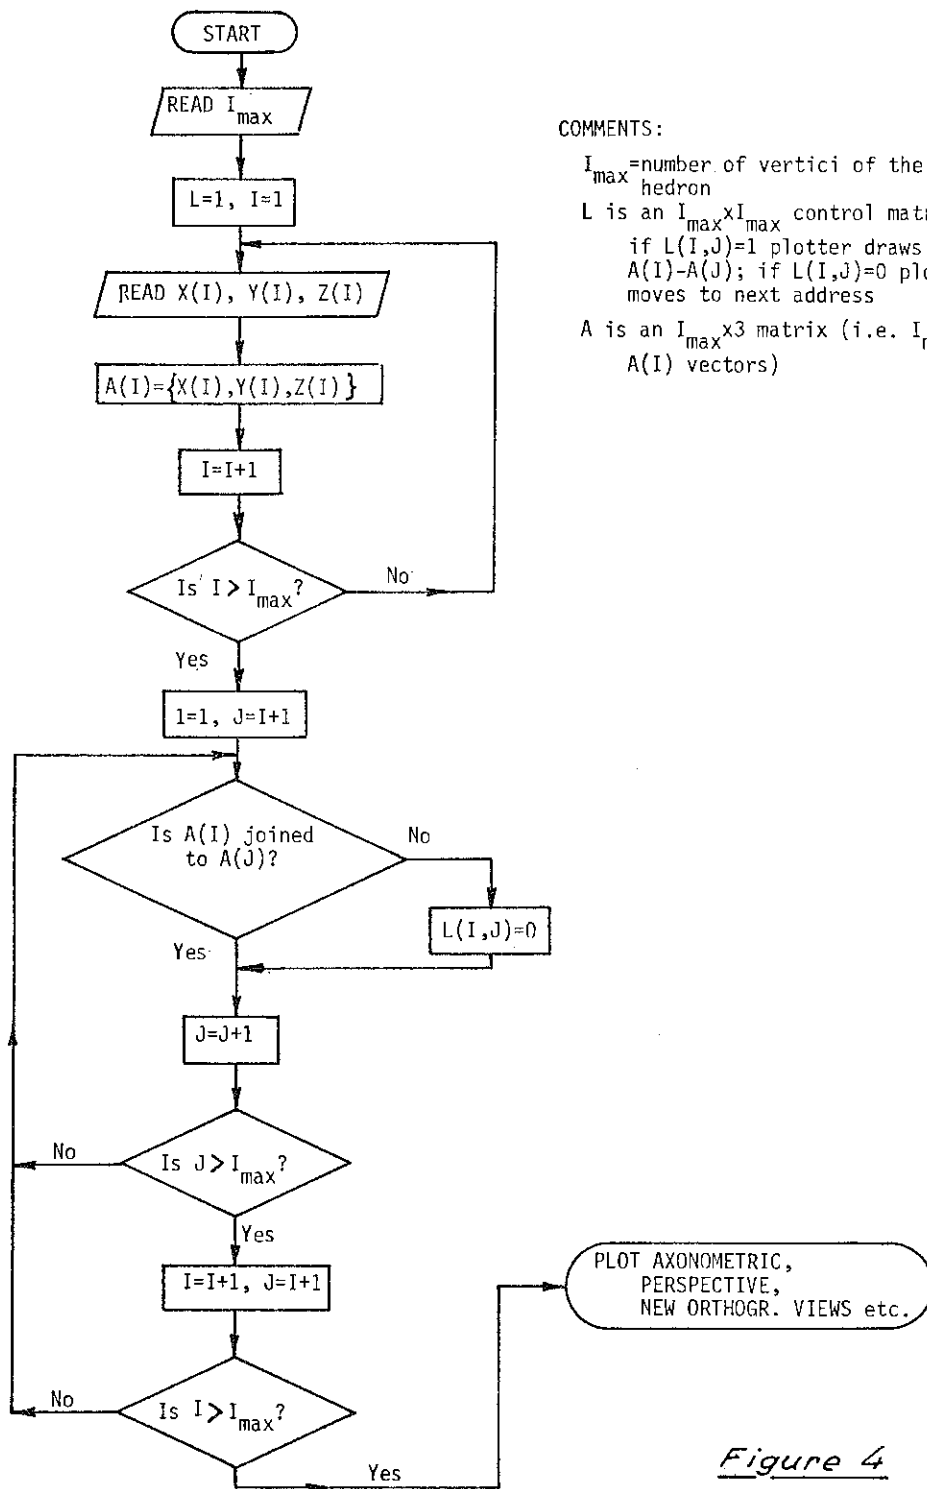 START
READ I max
L=1, I=1
READ X(I), Y(I), Z(I)
A(I)={X(I),Y(I),Z(I)}
I=I+1
Is I > I max?
No
Yes
1=1, J=I+1
Is A(I) joined
to A(J)?
No
L(I,J)=0
Yes
J=J+1
Is J > I max?
No
Yes
I=I+1, J=I+1
Is I > I max?
No
Yes
PLOT AXONOMETRIC,
PERSPECTIVE,
NEW ORTHOGR. VIEWS etc.
COMMENTS:
I max=number of vertici of the
hedron
L is an I max x I max control
if L(I,J)=1 plotter draws
A(I)-A(J); if L(I,J)=0
moves to next address
A is an I max x3 matrix (i.e.
A(I) vectors)
Figure 4